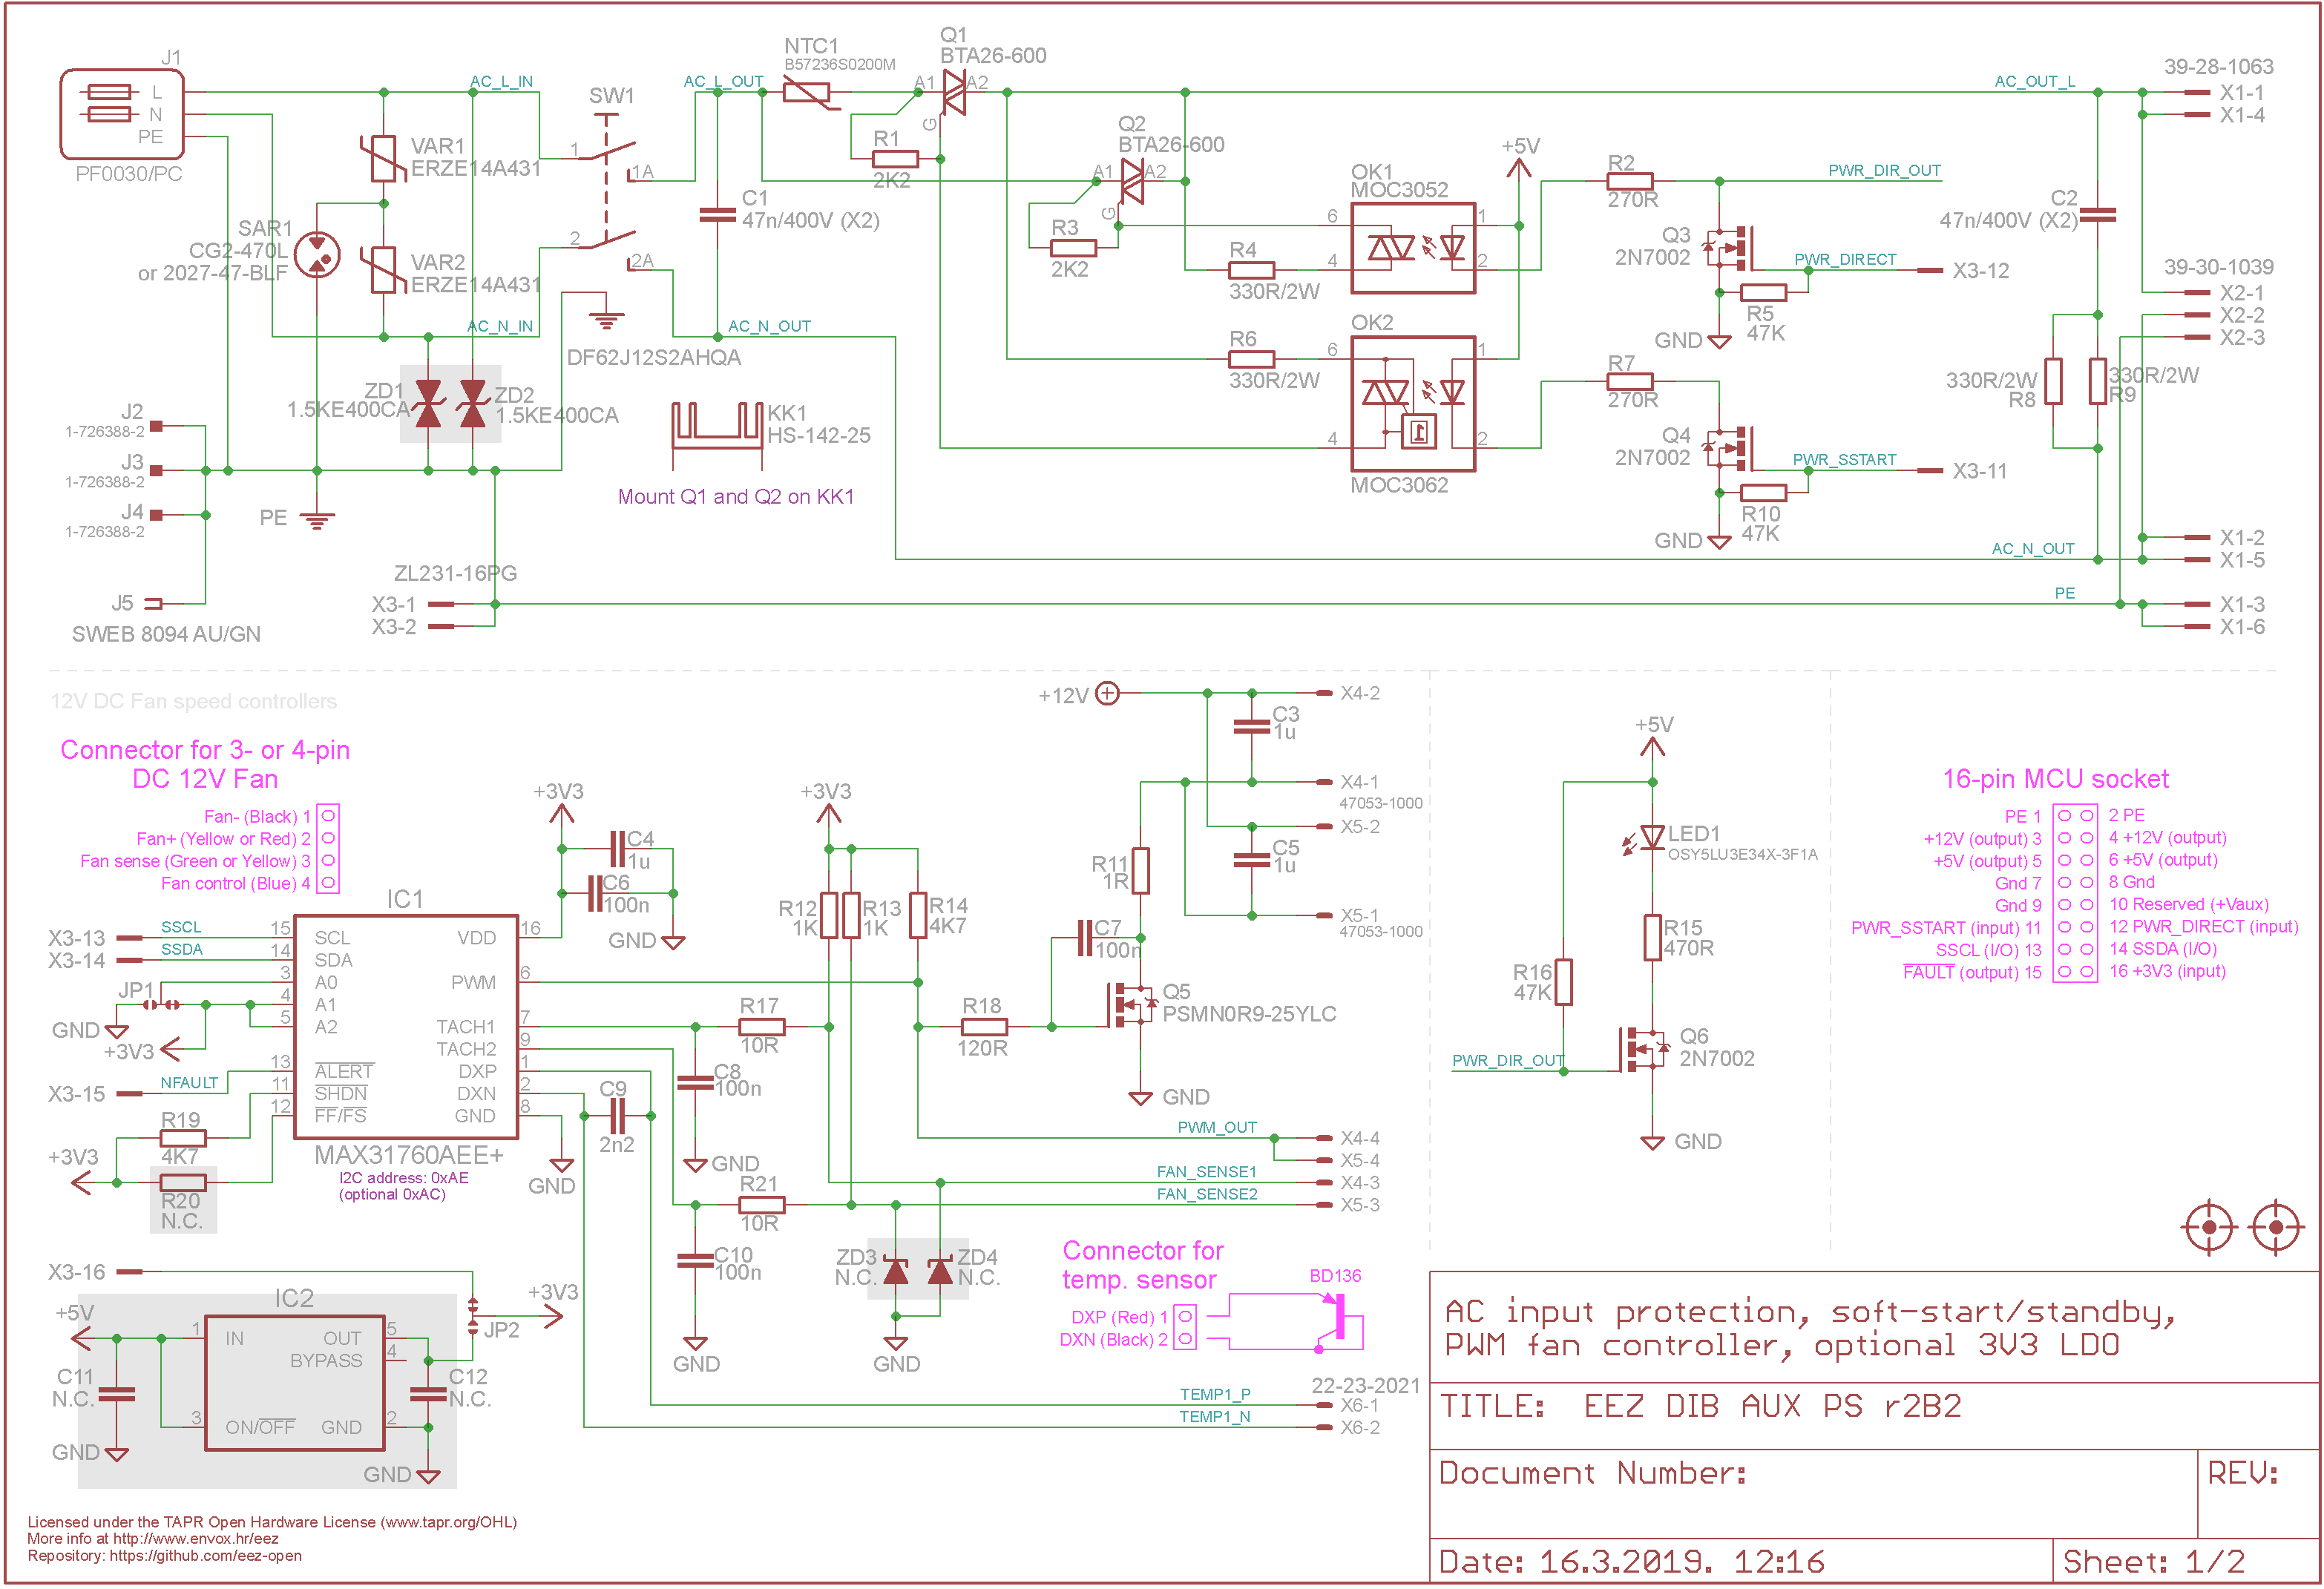 J1
L
N
PE
PF0030/PC
AC_L_IN
VAR1
ERZE14A431
SAR1
CG2-470L
or 2027-47-BLF
VAR2
ERZE14A431
AC_N_IN
SW1
1
1A
2
2A
DF62J12S2AHQA
ZD1
1.5KE400CA
ZD2
1.5KE400CA
J2
1-726388-2
J3
1-726388-2
J4
1-726388-2
J5
SWEB 8094 AU/GN
PE
ZL231-16PG
X3-1
X3-2
KK1
HS-142-25
Mount Q1 and Q2 on KK1
AC_L_OUT
NTC1
B57236S0200M
Q1
BTA26-600
A1
A2
G
R1
2K2
C1
47n/400V (X2)
AC_N_OUT
Q2
BTA26-600
A1
A2
G
R3
2K2
R4
330R/2W
R6
330R/2W
OK1
MOC3052
6
4
1
2
OK2
6
4
1
2
MOC3062
+5V
R2
270R
PWR_DIR_OUT
Q3
2N7002
PWR_DIRECT
X3-12
R5
47K
GND
R7
270R
Q4
2N7002
PWR_SSTART
X3-11
R10
47K
GND
AC_OUT_L
C2
47n/400V (X2)
330R/2W
R8
330R/2W
R9
AC_N_OUT
PE
39-28-1063
X1-1
X1-4
39-30-1039
X2-1
X2-2
X2-3
X1-2
X1-5
X1-3
X1-6
12V DC Fan speed controllers
Connector for 3- or 4-pin
DC 12V Fan
Fan- (Black) 1
Fan+ (Yellow or Red) 2
Fan sense (Green or Yellow) 3
Fan control (Blue) 4
IC1
X3-13
SSCL
X3-14
SSDA
JP1
GND
+3V3
X3-15
NFAULT
R19
4K7
+3V3
R20
N.C.
15
14
3
4
5
13
11
12
SCL
SDA
A0
A1
A2
ALERT
SHDN
FF/FS
VDD
PWM
TACH1
TACH2
DXP
DXN
GND
16
6
7
9
1
2
8
MAX31760AEE+
I2C address: 0xAE
(optional 0xAC)
+3V3
C4
1u
C6
100n
GND
+3V3
R12
1K
R13
1K
R14
4K7
R17
10R
C8
100n
GND
C9
2n2
GND
R21
10R
C10
100n
GND
R18
120R
C7
100n
R11
1R
Q5
PSMN0R9-25YLC
GND
+12V
C3
1u
C5
1u
X4-2
X4-1
47053-1000
X5-2
X5-1
47053-1000
PWM_OUT
FAN_SENSE1
FAN_SENSE2
X4-4
X5-4
X4-3
X5-3
ZD3
N.C.
ZD4
N.C.
GND
Connector for
temp. sensor
DXP (Red) 1
DXN (Black) 2
BD136
22-23-2021
TEMP1_P
X6-1
TEMP1_N
X6-2
X3-16
+5V
IC2
1
3
IN
ON/OFF
OUT
BYPASS
GND
5
4
2
JP2
+3V3
C11
N.C.
GND
C12
N.C.
GND
+5V
LED1
OSY5LU3E34X-3F1A
R15
470R
R16
47K
Q6
2N7002
PWR_DIR_OUT
GND
16-pin MCU socket
PE 1
2 PE
+12V (output) 3
4 +12V (output)
+5V (output) 5
6 +5V (output)
Gnd 7
8 Gnd
Gnd 9
10 Reserved (+Vaux)
PWR_SSTART (input) 11
12 PWR_DIRECT (input)
SSCL (I/O) 13
14 SSDA (I/O)
FAULT (output) 15
16 +3V3 (input)
AC input protection, soft-start/standby,
PWM fan controller, optional 3V3 LDO
TITLE: EEZ DIB AUX PS r2B2
Document Number:
REV:
Date: 16.3.2019. 12:16
Sheet: 1/2
Licensed under the TAPR Open Hardware License (www.tapr.org/OHL)
More info at http://www.envox.hr/eez
Repository: https://github.com/eez-open